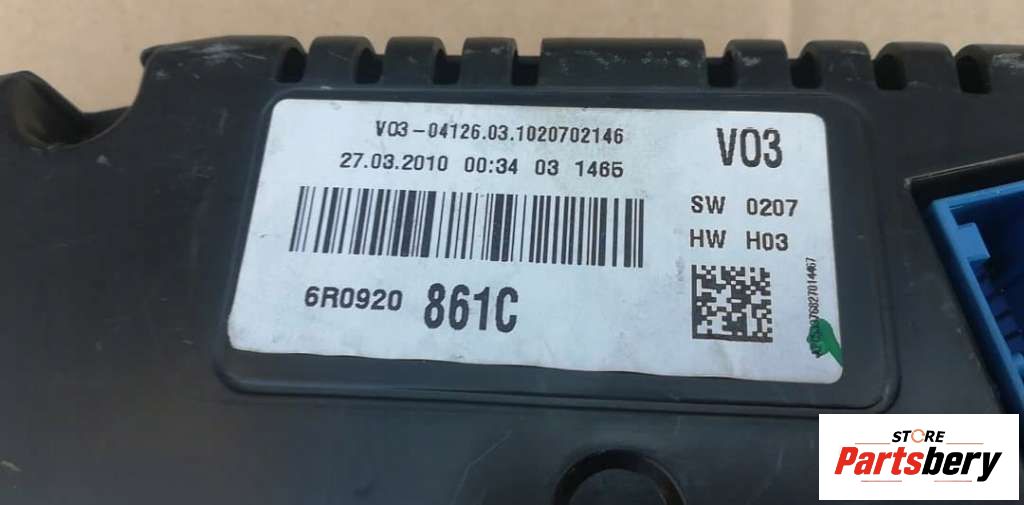 V03-04126.03.1020702146
27.03.2010 00:34 03 1465
V03
SW 0207
HW H03
6R0920 861C
STORE
Partsbery